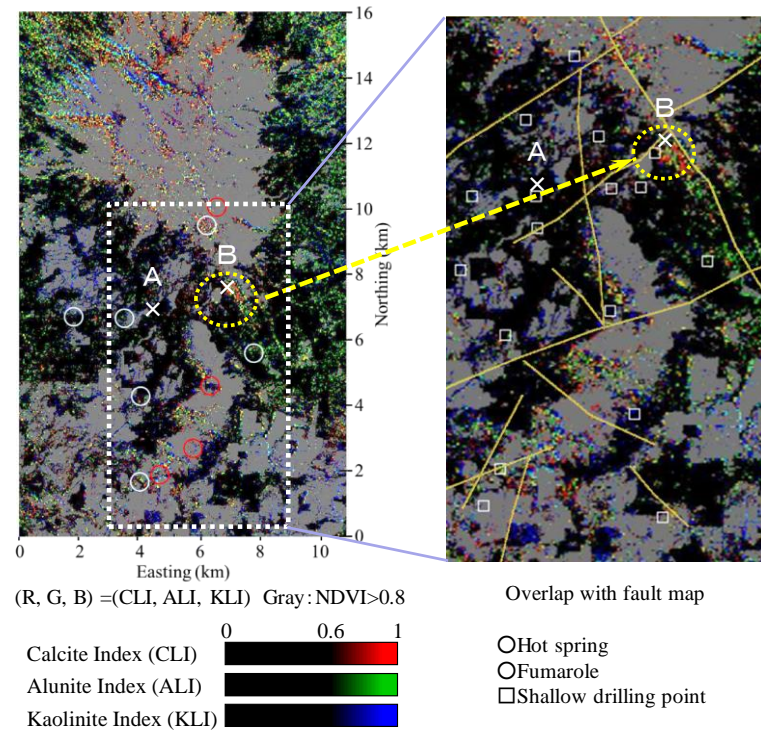 16
14
12
10
8
6
4
2
0
Northing (km)
A
B
A
B
0 2 4 6 8 10
Easting (km)
(R, G, B) =(CLI, ALI, KLI) Gray:NDVI>0.8
Overlap with fault map
0 0.6 1
Calcite Index (CLI)
Alunite Index (ALI)
Kaolinite Index (KLI)
Hot spring
Fumarole
Shallow drilling point